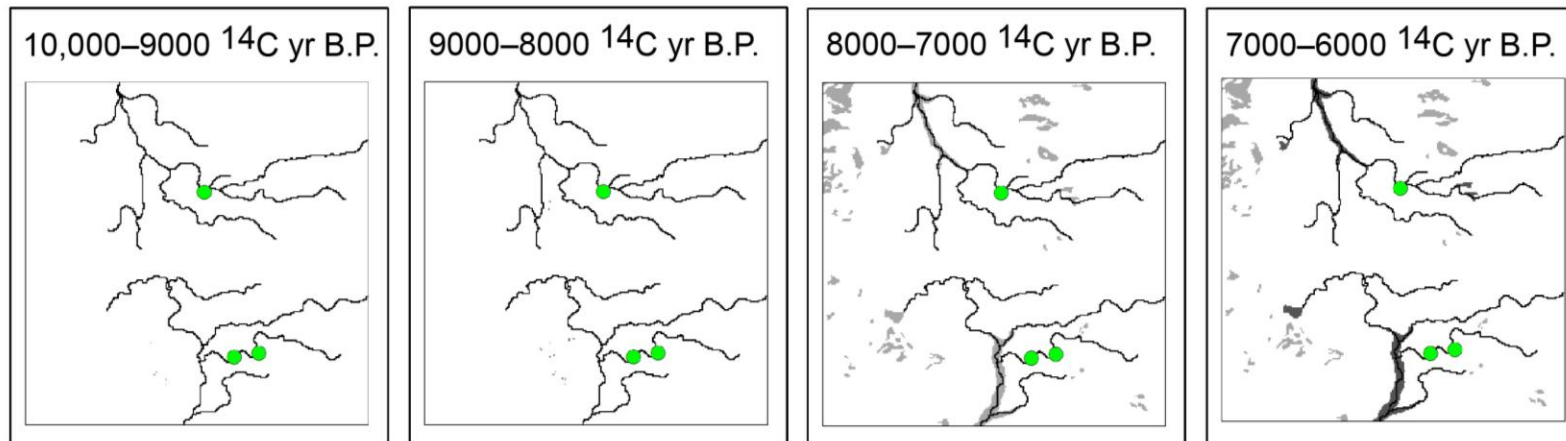 10,000–9000 ¹⁴C yr B.P.
9000–8000 ¹⁴C yr B.P.
8000–7000 ¹⁴C yr B.P.
7000–6000 ¹⁴C yr B.P.